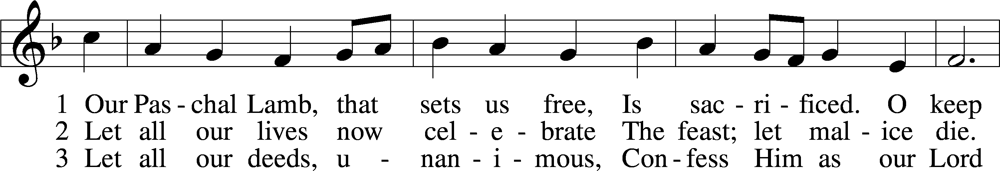 1 Our Pas - chal Lamb, that sets us free, Is sac - ri - ficed. O keep
2 Let all our lives now cel - e - brate The feast; let mal - ice die.
3 Let all our deeds, u - nan - i - mous, Con - fess Him as our Lord